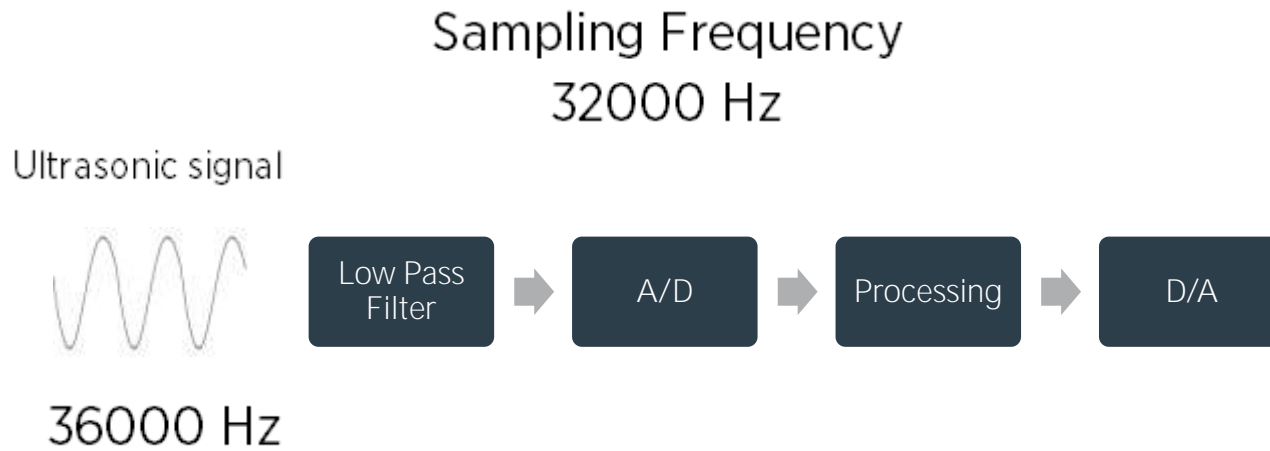 Sampling Frequency
32000 Hz
Ultrasonic signal
Low Pass
Filter
A/D
Processing
D/A
36000 Hz